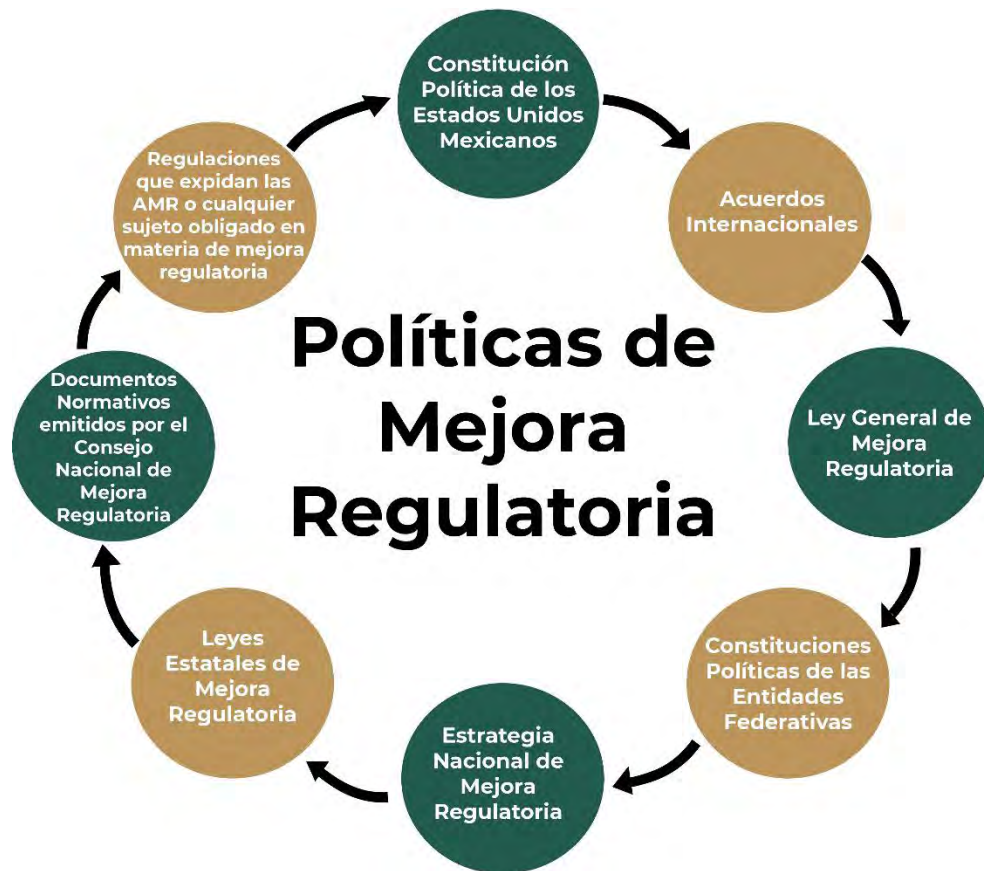 Constitución
Política de los
Estados Unidos
Mexicanos
Acuerdos
Internacionales
Ley General de
Mejora
Regulatoria
Constituciones
Políticas de las
Entidades
Federativas
Estrategia
Nacional de
Mejora
Regulatoria
Leyes
Estatales de
Mejora
Regulatoria
Documentos
Normativos
emitidos por el
Consejo
Nacional de
Mejora
Regulatoria
Regulaciones
que expidan las
AMR o cualquier
sujeto obligado en
materia de mejora
regulatoria
Políticas de
Mejora
Regulatoria